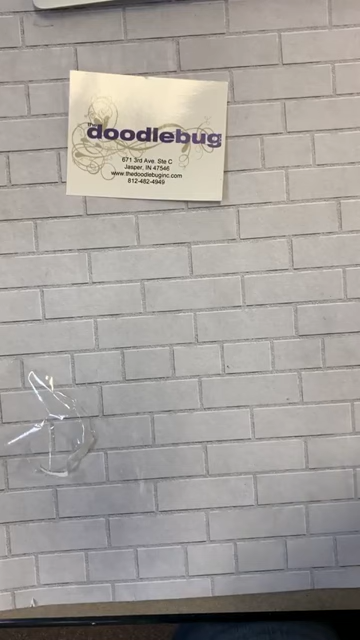 the
doodlebug
671 3rd Ave. Ste C
Jasper, IN 47546
www.thedoodlebuginc.com
812-482-4949